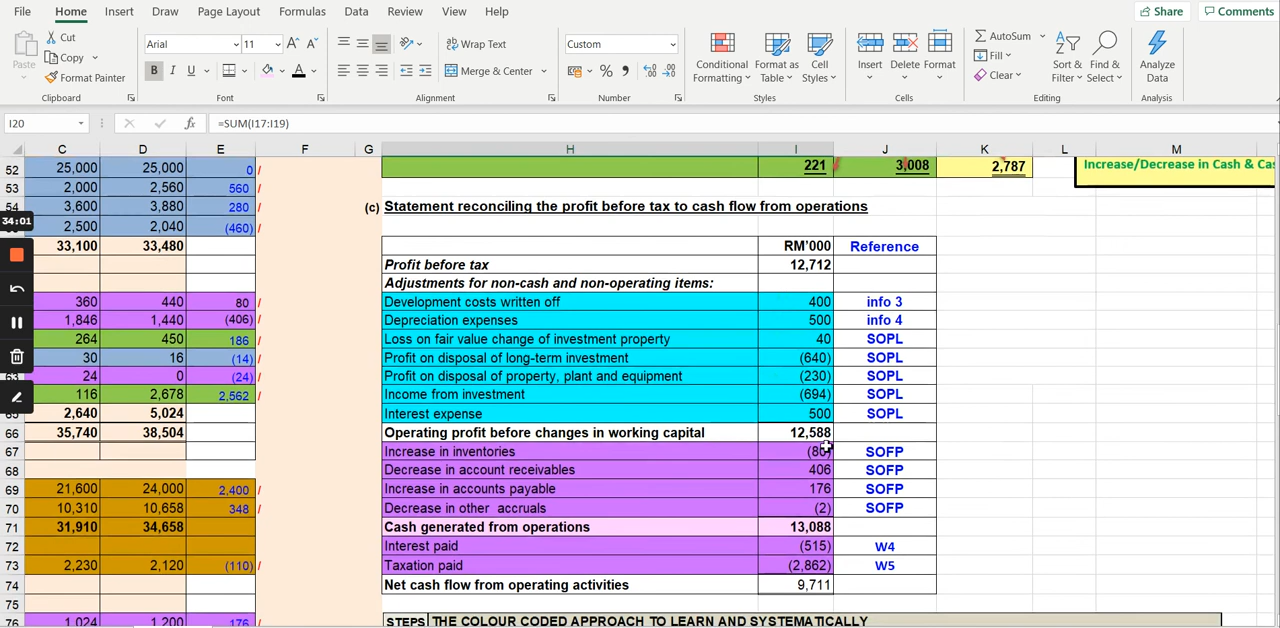 File Home Insert Draw Page Layout Formulas Data Review View Help Share Comments
Cut Arial 11 Wrap Text Custom AutoSum
Copy Fill
Paste Format Painter Merge & Center Conditional Formatting Format as Table Cell Styles Insert Delete Format Clear Sort & Filter Find & Select Analyze Data
Clipboard Font Alignment Number Styles Cells Editing Analysis
I20 fx =SUM(I17:I19)
C D E F G H I J K L M
52 25,000 25,000 0 / 221 3,008 2,787 Increase/Decrease in Cash & Ca
53 2,000 2,560 560 /
54 3,600 3,880 280 / (c) Statement reconciling the profit before tax to cash flow from operations
34:01 2,500 2,040 (460) /
33,100 33,480 RM'000 Reference
Profit before tax 12,712
Adjustments for non-cash and non-operating items:
360 440 80 / Development costs written off 400 info 3
1,846 1,440 (406) / Depreciation expenses 500 info 4
264 450 186 / Loss on fair value change of investment property 40 SOPL
30 16 (14) / Profit on disposal of long-term investment (640) SOPL
24 0 (24) / Profit on disposal of property, plant and equipment (230) SOPL
116 2,678 2,562 / Income from investment (694) SOPL
2,640 5,024 Interest expense 500 SOPL
66 35,740 38,504 Operating profit before changes in working capital 12,588
67 Increase in inventories SOFP
68 Decrease in account receivables 406 SOFP
69 21,600 24,000 2,400 / Increase in accounts payable 176 SOFP
70 10,310 10,658 348 / Decrease in other accruals (2) SOFP
71 31,910 34,658 Cash generated from operations 13,088
72 Interest paid (515) W4
73 2,230 2,120 (110) / Taxation paid (2,862) W5
74 Net cash flow from operating activities 9,711
75
76 1,024 1,200 176 STEPS THE COLOUR CODED APPROACH TO LEARN AND SYSTEMATICALLY